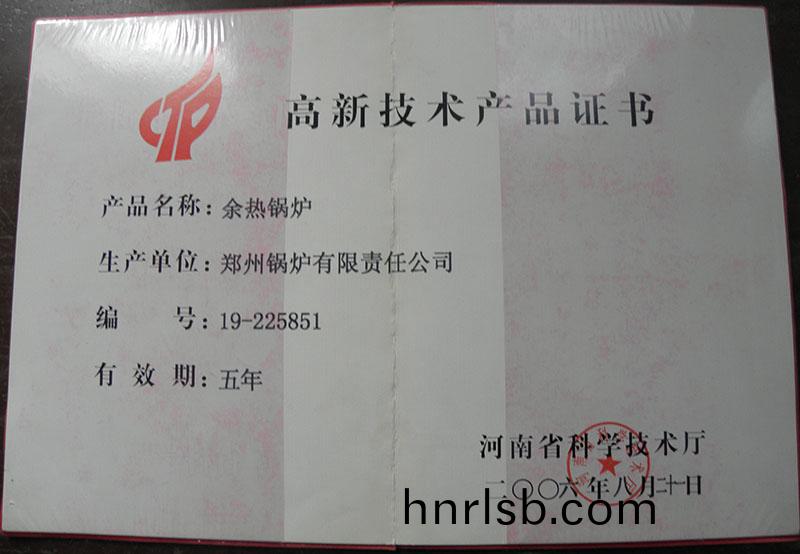 高新技术产品证书
产品名称：余热锅炉
生产单位：郑州锅炉有限责任公司
编 号：19-225851
有效期：五年
河南省科学技术厅
二〇〇六年八月二十日
hnrlsb.com